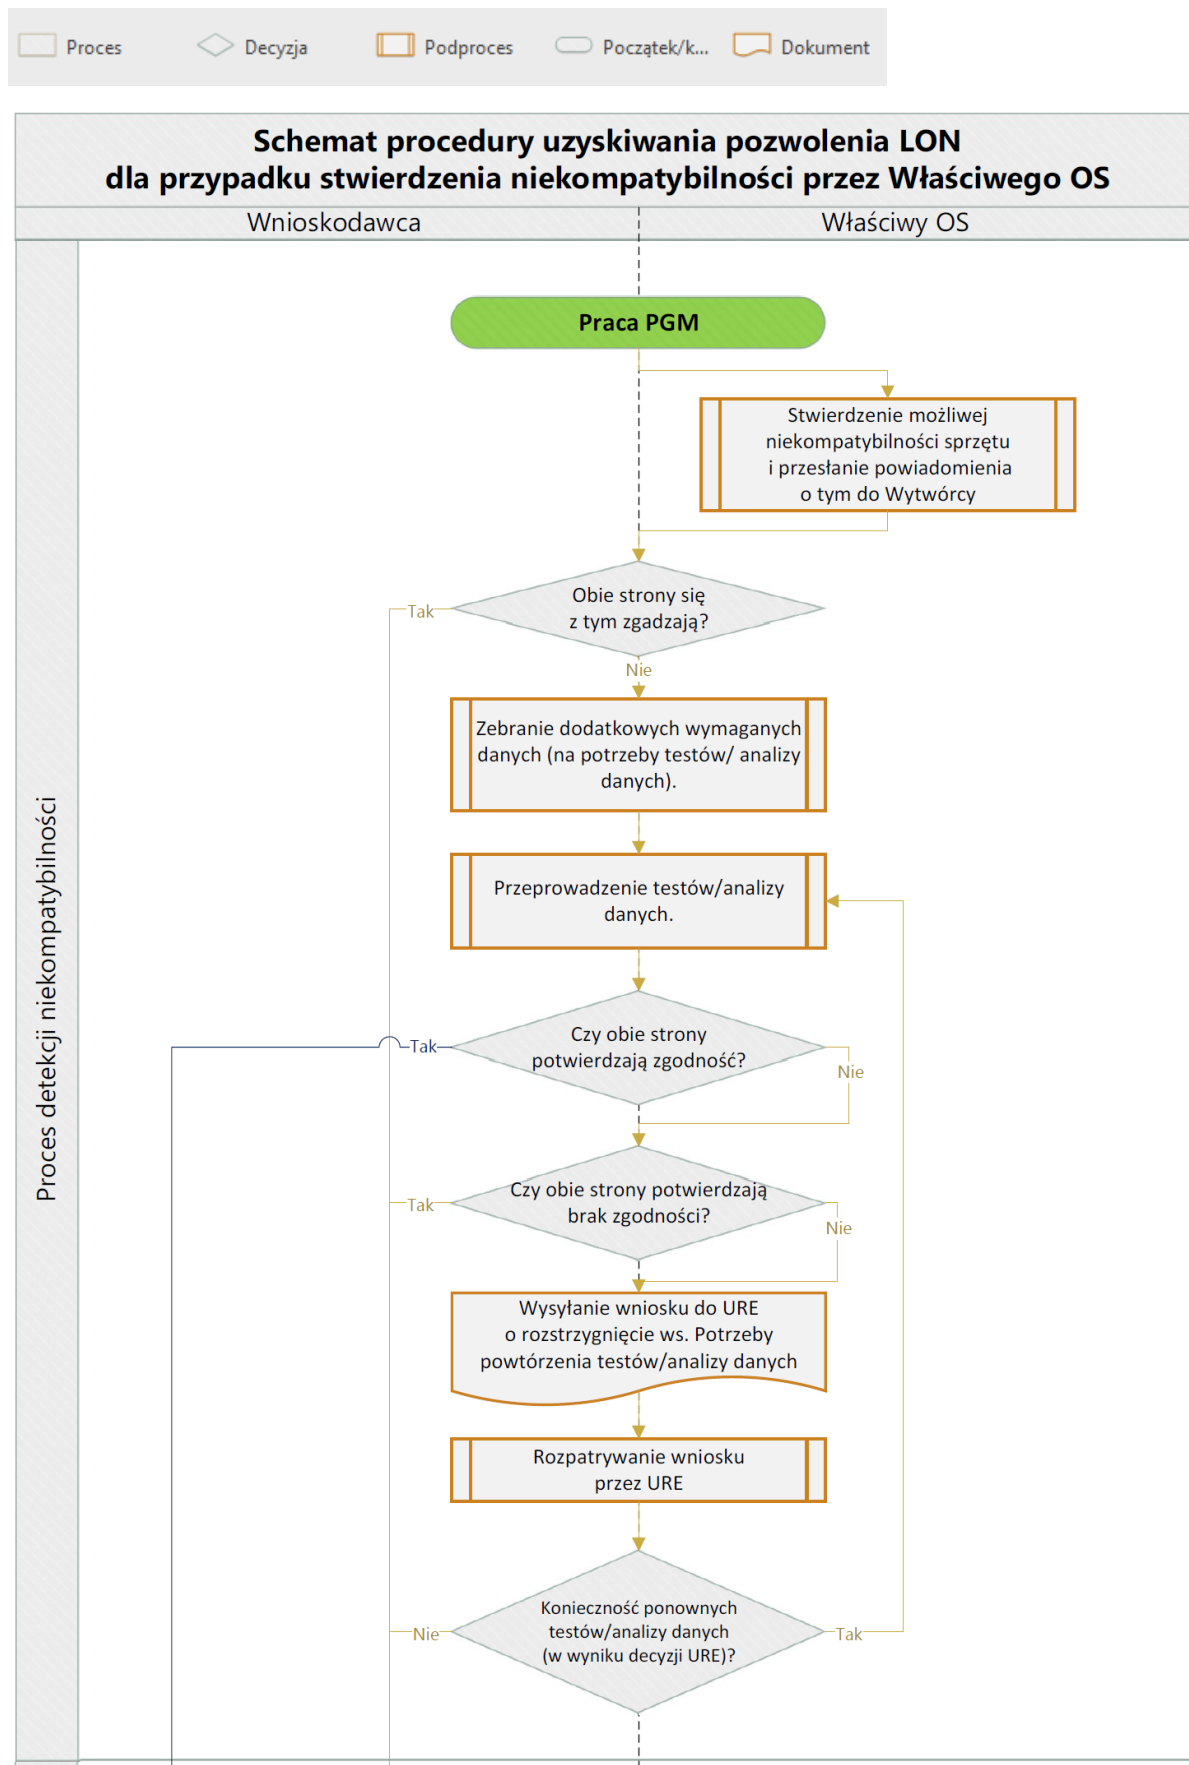 Proces
Decyzja
Podproces
Początek/k...
Dokument
Schemat procedury uzyskiwania pozwolenia LON
dla przypadku stwierdzenia niekompatybilności przez Właściwego OS
Wnioskodawca
Właściwy OS
Proces detekcji niekompatybilności
Praca PGM
Stwierdzenie możliwej
niekompatybilności sprzętu
i przesłanie powiadomienia
o tym do Wytwórcy
Obie strony się
z tym zgadzają?
Tak
Nie
Zebranie dodatkowych wymaganych
danych (na potrzeby testów/ analizy
danych).
Przeprowadzenie testów/analizy
danych.
Czy obie strony
potwierdzają zgodność?
Tak
Nie
Czy obie strony potwierdzają
brak zgodności?
Tak
Nie
Wysyłanie wniosku do URE
o rozstrzygnięcie ws. Potrzeby
powtórzenia testów/analizy danych
Rozpatrywanie wniosku
przez URE
Konieczność ponownych
testów/analizy danych
(w wyniku decyzji URE)?
Nie
Tak